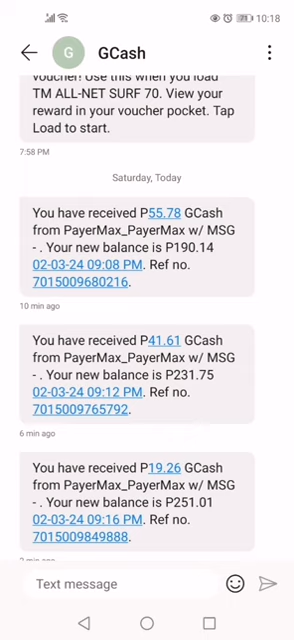 10:18
G
GCash
voucher! Use this when you load
TM ALL-NET SURF 70. View your
reward in your voucher pocket. Tap
Load to start.
7:58 PM
Saturday, Today
You have received P55.78 GCash
from PayerMax_PayerMax w/ MSG
- . Your new balance is P190.14
02-03-24 09:08 PM. Ref no.
7015009680216.
10 min ago
You have received P41.61 GCash
from PayerMax_PayerMax w/ MSG
- . Your new balance is P231.75
02-03-24 09:12 PM. Ref no.
7015009765792.
6 min ago
You have received P19.26 GCash
from PayerMax_PayerMax w/ MSG
- . Your new balance is P251.01
02-03-24 09:16 PM. Ref no.
7015009849888.
min ago
Text message